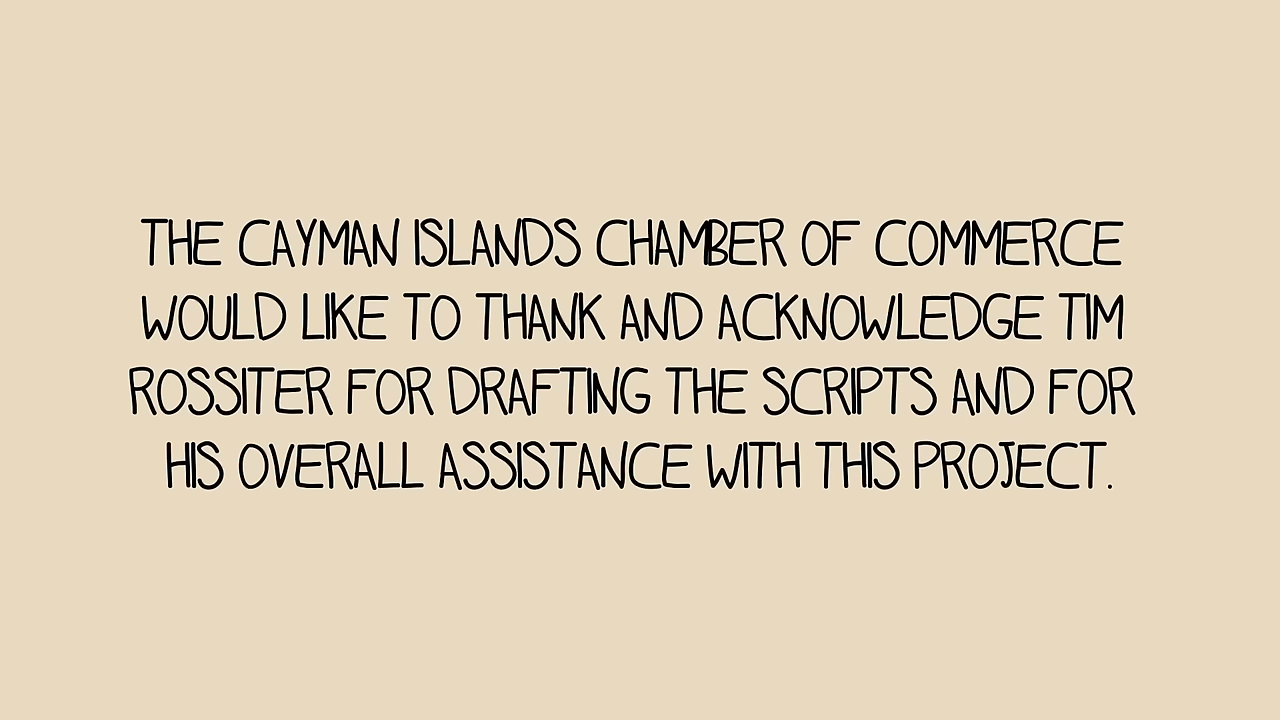 THE CAYMAN ISLANDS CHAMBER OF COMMERCE
WOULD LIKE TO THANK AND ACKNOWLEDGE TIM
ROSSITER FOR DRAFTING THE SCRIPTS AND FOR
HIS OVERALL ASSISTANCE WITH THIS PROJECT.